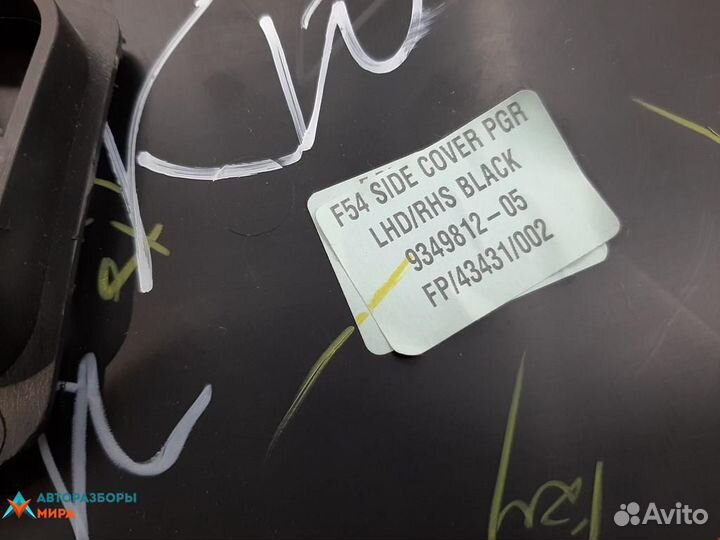 F54 SIDE COVER PGR
LHD/RHS BLACK
9349812-05
FP/43431/002
АВТОРАЗБОРЫ
МИРА
Avito